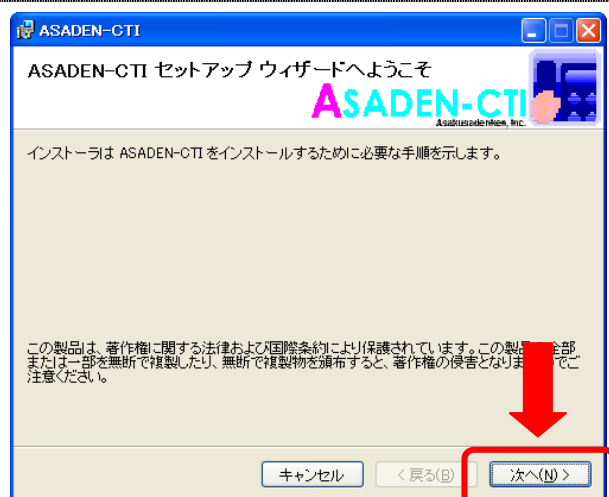 ASADEN-CTI
ASADEN-CTI セットアップ ウィザードへようこそ
ASADEN-CTI
Asakusadenken, Inc.
インストーラは ASADEN-CTI をインストールするために必要な手順を示します。
この製品は、著作権に関する法律および国際条約により保護されています。この製品 全部
または一部を無断で複製したり、無断で複製物を頒布すると、著作権の侵害となりま でご
注意ください。
キャンセル
< 戻る(B)
次へ(N) >